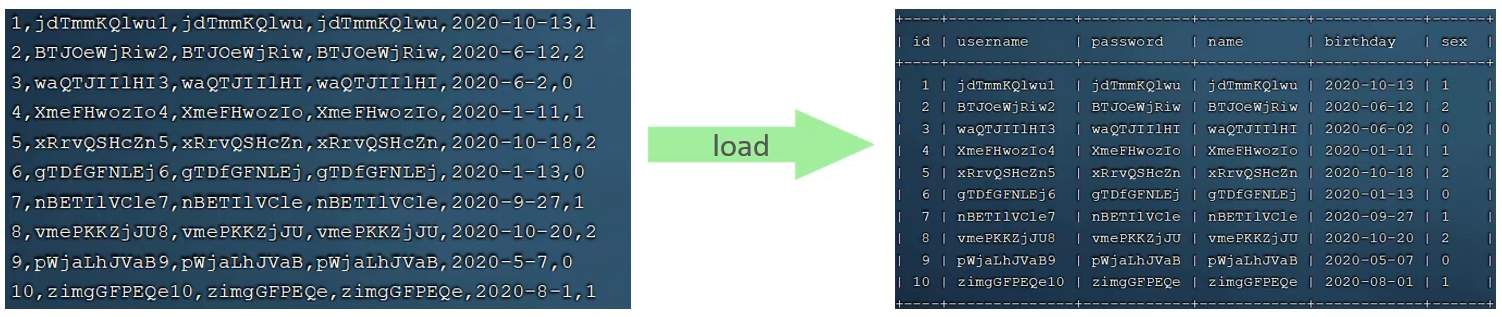 1,jdTmmKQlwu1,jdTmmKQlwu,jdTmmKQlwu,2020-10-13,1
2,BTJOeWjRiw2,BTJOeWjRiw,BTJOeWjRiw,2020-6-12,2
3,waQTJIIlHI3,waQTJIIlHI,waQTJIIlHI,2020-6-2,0
4,XmeFHwozIo4,XmeFHwozIo,XmeFHwozIo,2020-1-11,1
5,xRrvQSHcZn5,xRrvQSHcZn,xRrvQSHcZn,2020-10-18,2
6,gTDfGFNLEj6,gTDfGFNLEj,gTDfGFNLEj,2020-1-13,0
7,nBETIlVCle7,nBETIlVCle,nBETIlVCle,2020-9-27,1
8,vmePKKZjJU8,vmePKKZjJU,vmePKKZjJU,2020-10-20,2
9,pWjaLhJVaB9,pWjaLhJVaB,pWjaLhJVaB,2020-5-7,0
10,zimgGFPEQe10,zimgGFPEQe,zimgGFPEQe,2020-8-1,1
load
+----+--------------+------------+------------+------------+------+
| id | username | password | name | birthday | sex |
+----+--------------+------------+------------+------------+------+
| 1 | jdTmmKQlwu1 | jdTmmKQlwu | jdTmmKQlwu | 2020-10-13 | 1 |
| 2 | BTJOeWjRiw2 | BTJOeWjRiw | BTJOeWjRiw | 2020-06-12 | 2 |
| 3 | waQTJIIlHI3 | waQTJIIlHI | waQTJIIlHI | 2020-06-02 | 0 |
| 4 | XmeFHwozIo4 | XmeFHwozIo | XmeFHwozIo | 2020-01-11 | 1 |
| 5 | xRrvQSHcZn5 | xRrvQSHcZn | xRrvQSHcZn | 2020-10-18 | 2 |
| 6 | gTDfGFNLEj6 | gTDfGFNLEj | gTDfGFNLEj | 2020-01-13 | 0 |
| 7 | nBETIlVCle7 | nBETIlVCle | nBETIlVCle | 2020-09-27 | 1 |
| 8 | vmePKKZjJU8 | vmePKKZjJU | vmePKKZjJU | 2020-10-20 | 2 |
| 9 | pWjaLhJVaB9 | pWjaLhJVaB | pWjaLhJVaB | 2020-05-07 | 0 |
| 10 | zimgGFPEQe10 | zimgGFPEQe | zimgGFPEQe | 2020-08-01 | 1 |
+----+--------------+------------+------------+------------+------+